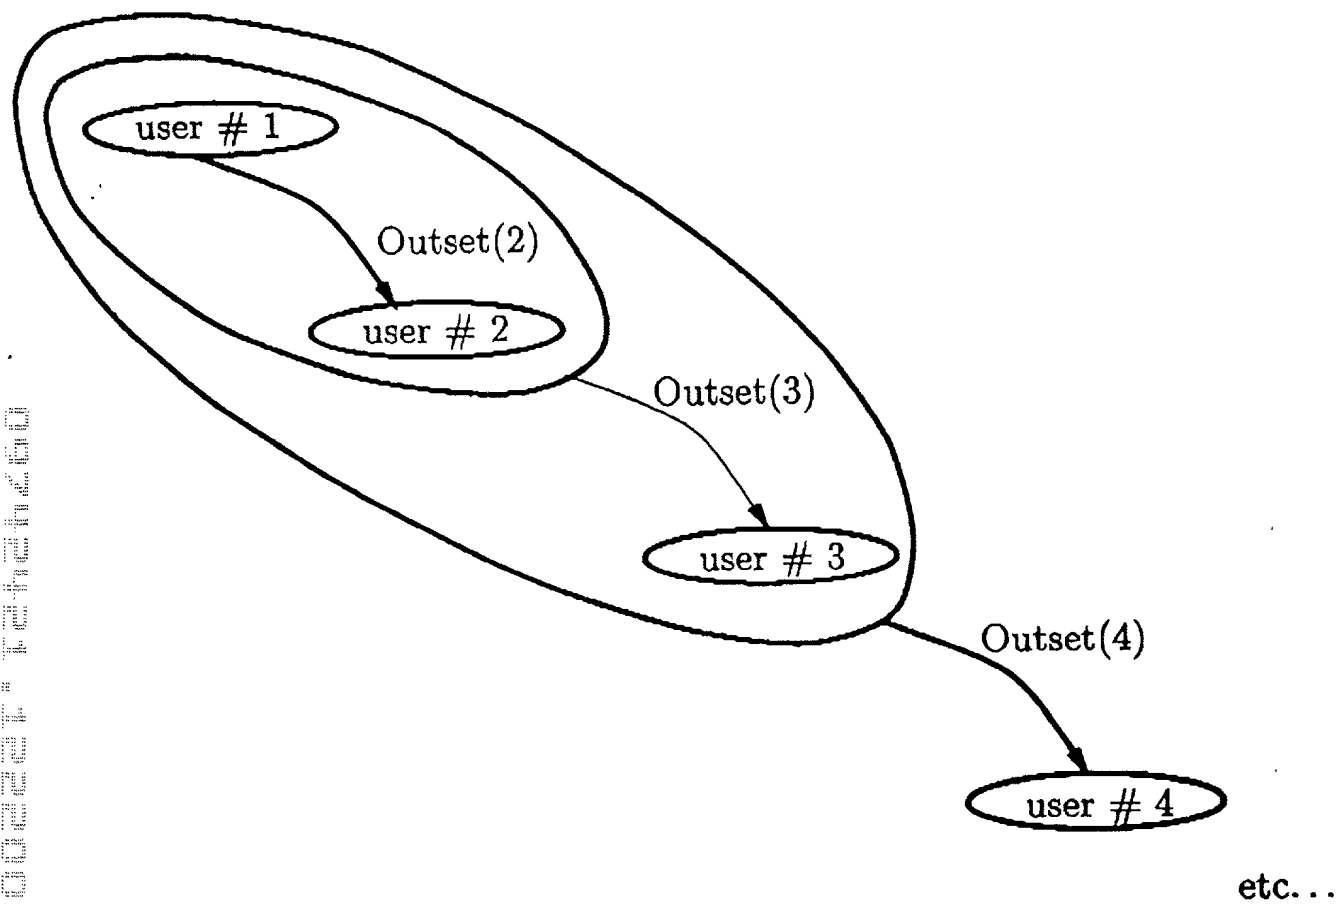 user # 1
Outset(2)
user # 2
Outset(3)
user # 3
Outset(4)
user # 4
etc...